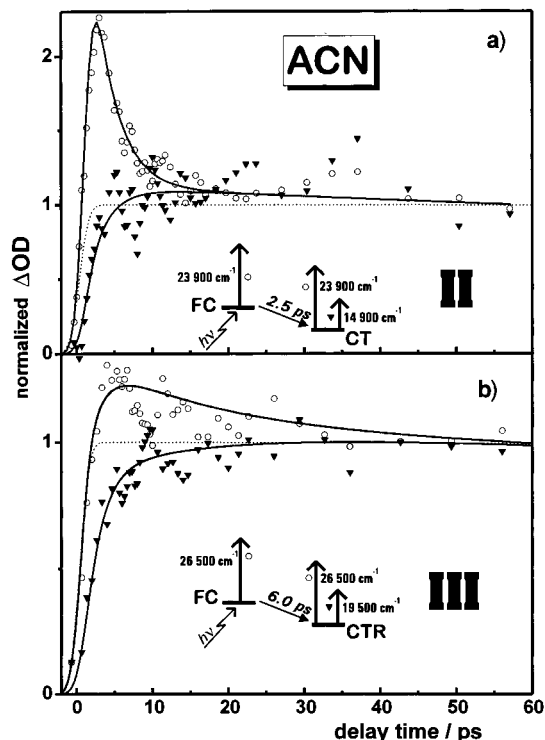 2
a)
ACN
normalized ΔOD
1
23 900 cm⁻¹
23 900 cm⁻¹
II
FC
2.5 ps
14 900 cm⁻¹
hν
CT
0
b)
1
26 500 cm⁻¹
26 500 cm⁻¹
III
FC
6.0 ps
19 500 cm⁻¹
hν
CTR
0
0 10 20 30 40 50 60
delay time / ps